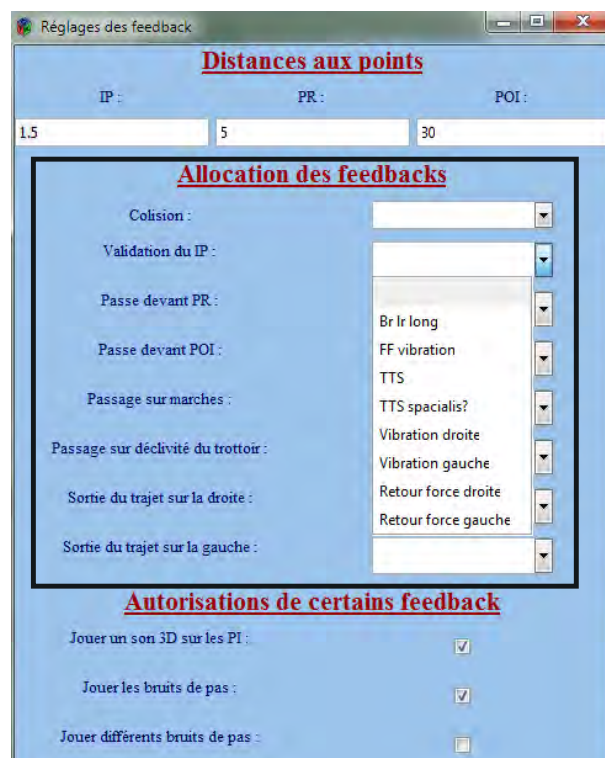 Réglages des feedback
Distances aux points
IP : PR : POI :
1.5 5 30
Allocation des feedbacks
Colision :
Validation du IP :
Passe devant PR :
Br lr long
Passe devant POI :
FF vibration
TTS
Passage sur marches :
TTS spacialis?
Vibration droite
Passage sur déclivité du trottoir :
Vibration gauche
Sortie du trajet sur la droite :
Retour force droite
Retour force gauche
Sortie du trajet sur la gauche :
Autorisations de certains feedback
Jouer un son 3D sur les PI :
Jouer les bruits de pas :
Jouer différents bruits de pas :